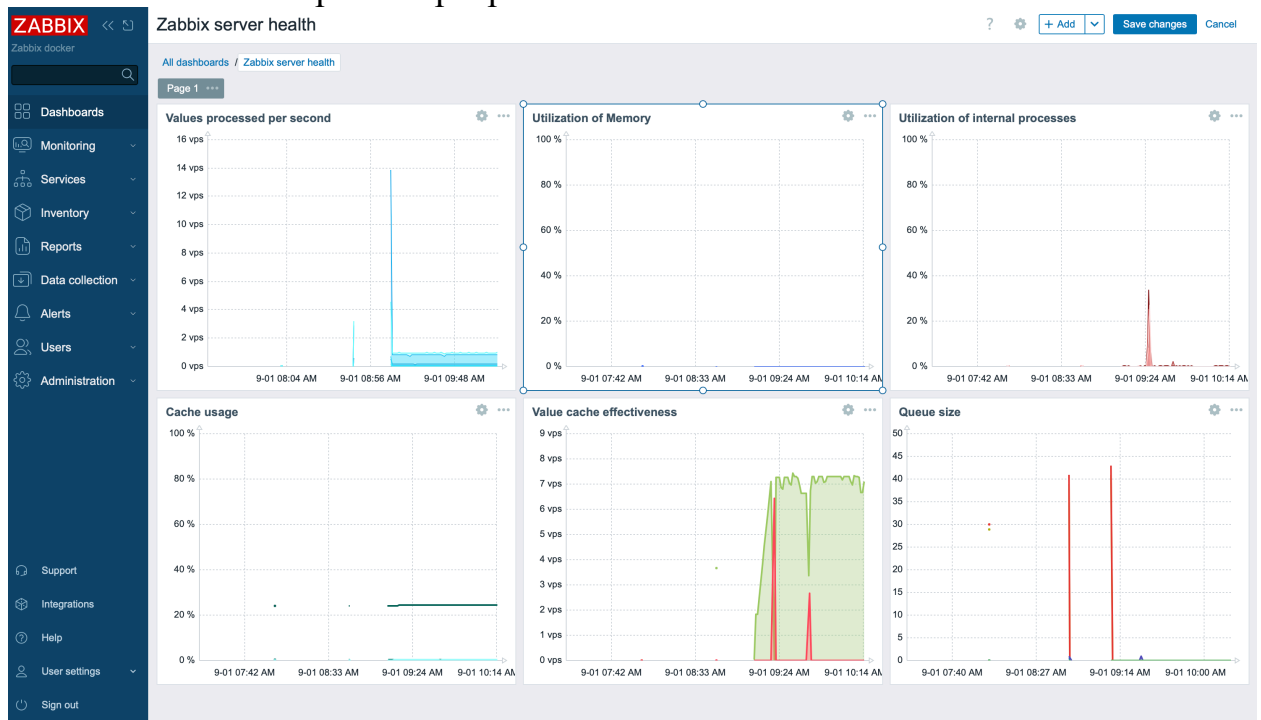 ZABBIX
Zabbix docker
Dashboards
Monitoring
Services
Inventory
Reports
Data collection
Alerts
Users
Administration
Support
Integrations
Help
User settings
Sign out
Zabbix server health
? + Add Save changes Cancel
All dashboards / Zabbix server health
Page 1
Values processed per second
16 vps
14 vps
12 vps
10 vps
8 vps
6 vps
4 vps
2 vps
0 vps
9-01 08:04 AM 9-01 08:56 AM 9-01 09:48 AM
Utilization of Memory
100 %
80 %
60 %
40 %
20 %
0 %
9-01 07:42 AM 9-01 08:33 AM 9-01 09:24 AM 9-01 10:14 AM
Utilization of internal processes
100 %
80 %
60 %
40 %
20 %
0 %
9-01 07:42 AM 9-01 08:33 AM 9-01 09:24 AM 9-01 10:14 AM
Cache usage
100 %
80 %
60 %
40 %
20 %
0 %
9-01 07:42 AM 9-01 08:33 AM 9-01 09:24 AM 9-01 10:14 AM
Value cache effectiveness
9 vps
8 vps
7 vps
6 vps
5 vps
4 vps
3 vps
2 vps
1 vps
0 vps
9-01 07:42 AM 9-01 08:33 AM 9-01 09:24 AM 9-01 10:14 AM
Queue size
50
45
40
35
30
25
20
15
10
5
0
9-01 07:40 AM 9-01 08:27 AM 9-01 09:14 AM 9-01 10:00 AM